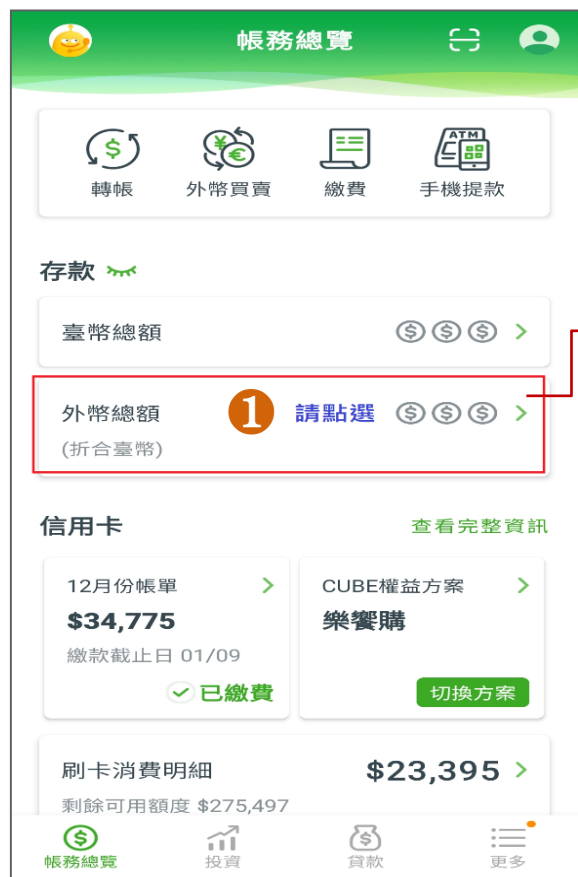 帳務總覽
ATM
轉帳
外幣買賣
繳費
手機提款
存款
臺幣總額
外幣總額
1
請點選
(折合臺幣)
信用卡
查看完整資訊
12月份帳單
$34,775
繳款截止日 01/09
已繳費
CUBE權益方案
樂饗購
切換方案
刷卡消費明細
$23,395
剩餘可用額度 $275,497
帳務總覽
投資
貸款
更多